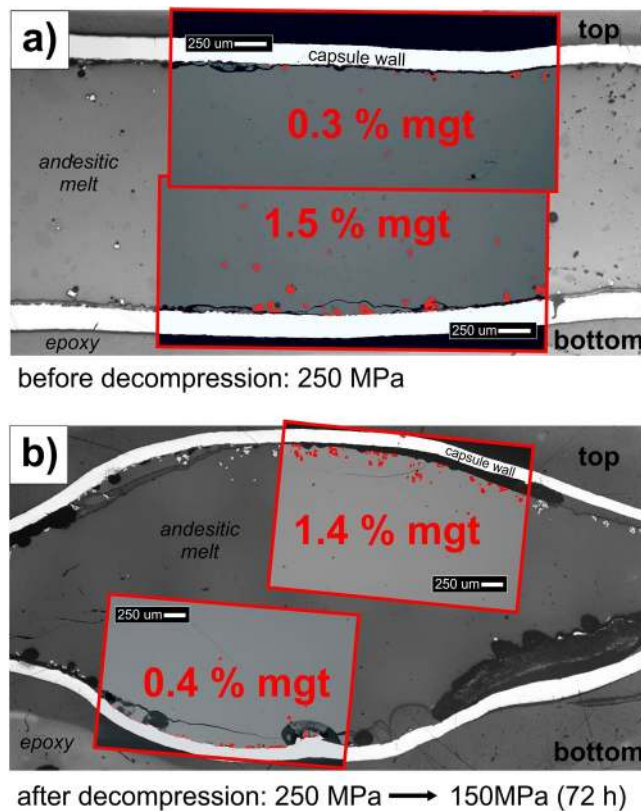 a)
250 um
top
capsule wall
0.3 % mgt
andesitic
melt
1.5 % mgt
250 um
epoxy
bottom
before decompression: 250 MPa
b)
top
capsule wall
andesitic
melt
1.4 % mgt
250 um
250 um
0.4 % mgt
epoxy
bottom
after decompression: 250 MPa → 150MPa (72 h)